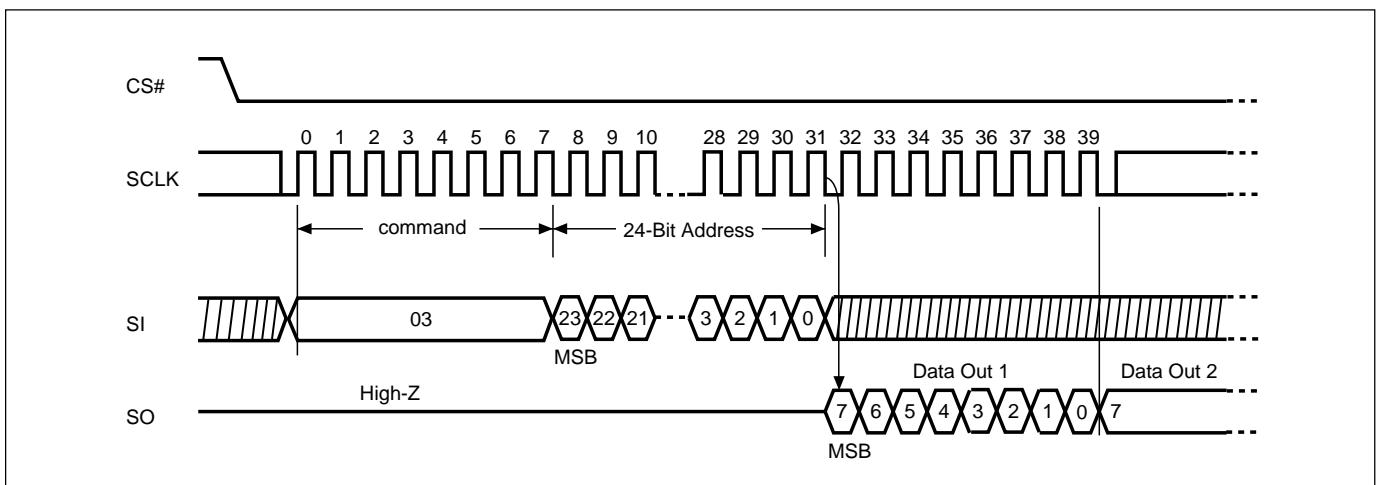 CS#
0 1 2 3 4 5 6 7 8 9 10 28 29 30 31 32 33 34 35 36 37 38 39
SCLK
command 24-Bit Address
SI 03 23 22 21 3 2 1 0
MSB
Data Out 1 Data Out 2
High-Z
SO 7 6 5 4 3 2 1 0 7
MSB